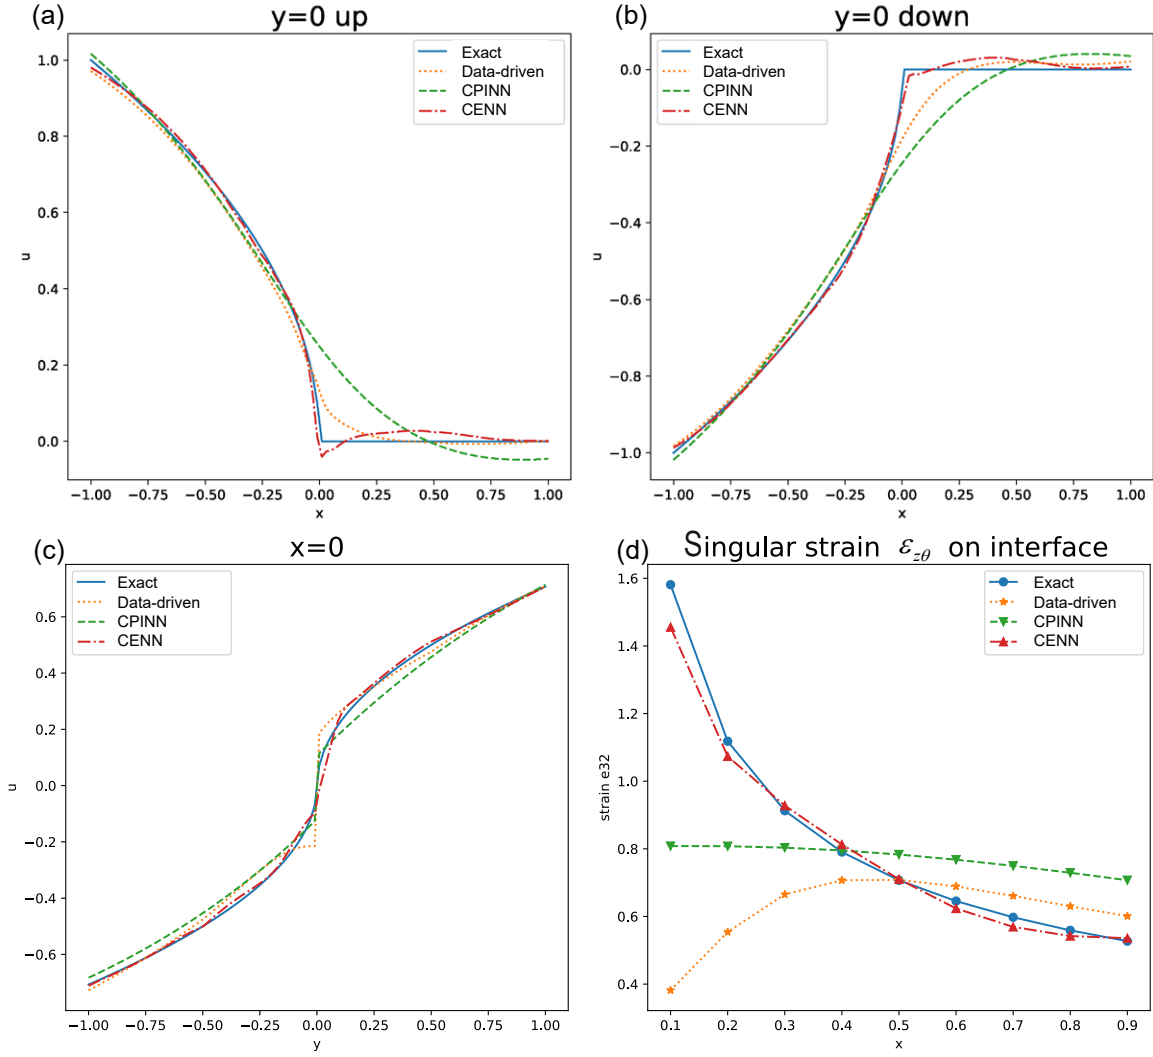 (a)
y=0 up
Exact
Data-driven
CPINN
CENN
1.0
0.8
0.6
0.4
0.2
0.0
u
−1.00 −0.75 −0.50 −0.25 0.00 0.25 0.50 0.75 1.00
x
(b)
y=0 down
Exact
Data-driven
CPINN
CENN
0.0
−0.2
−0.4
−0.6
−0.8
−1.0
u
−1.00 −0.75 −0.50 −0.25 0.00 0.25 0.50 0.75 1.00
x
(c)
x=0
Exact
Data-driven
CPINN
CENN
0.6
0.4
0.2
0.0
−0.2
−0.4
−0.6
u
−1.00 −0.75 −0.50 −0.25 0.00 0.25 0.50 0.75 1.00
y
(d)
Singular strain εzθ on interface
Exact
Data-driven
CPINN
CENN
1.6
1.4
1.2
1.0
0.8
0.6
0.4
strain e32
0.1 0.2 0.3 0.4 0.5 0.6 0.7 0.8 0.9
x